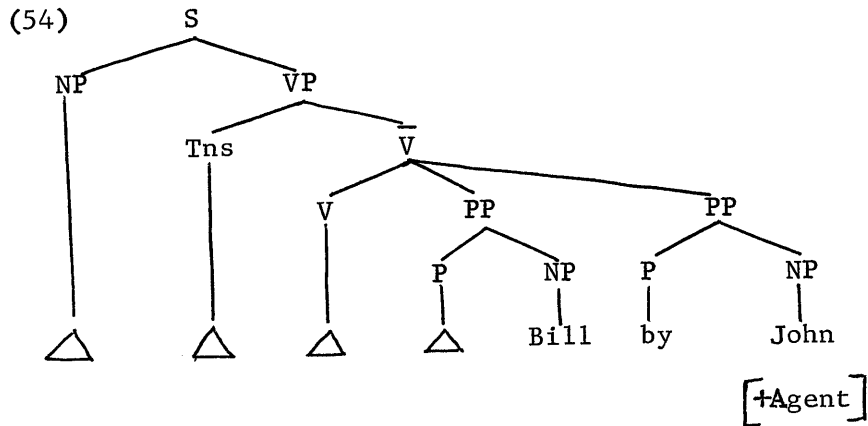 (54) S
NP VP
Tns V̅
V PP PP
P NP P NP
Bill by John
[+Agent]